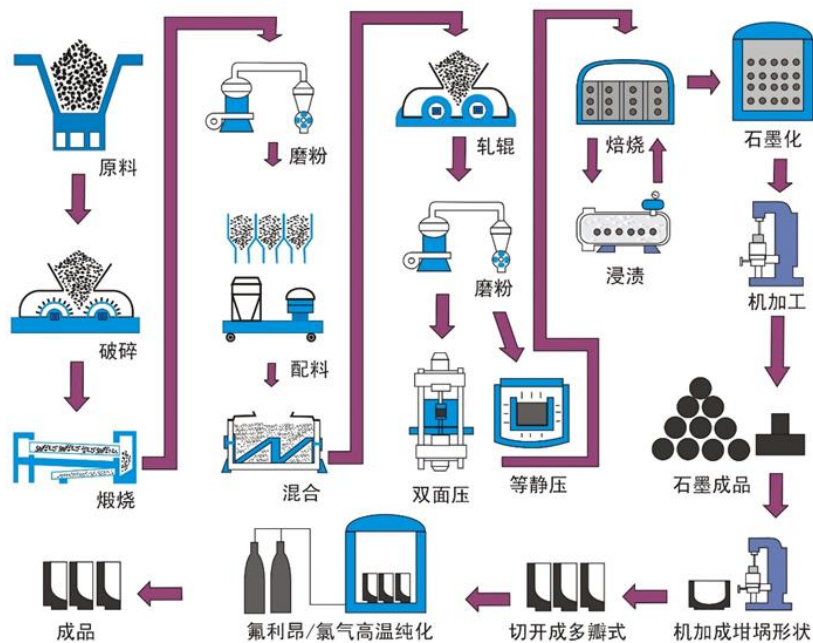 原料
破碎
煅烧
磨粉
配料
混合
轧辊
磨粉
双面压
等静压
焙烧
浸渍
石墨化
机加工
石墨成品
机加成坩埚形状
切开成多瓣式
氟利昂/氯气高温纯化
成品